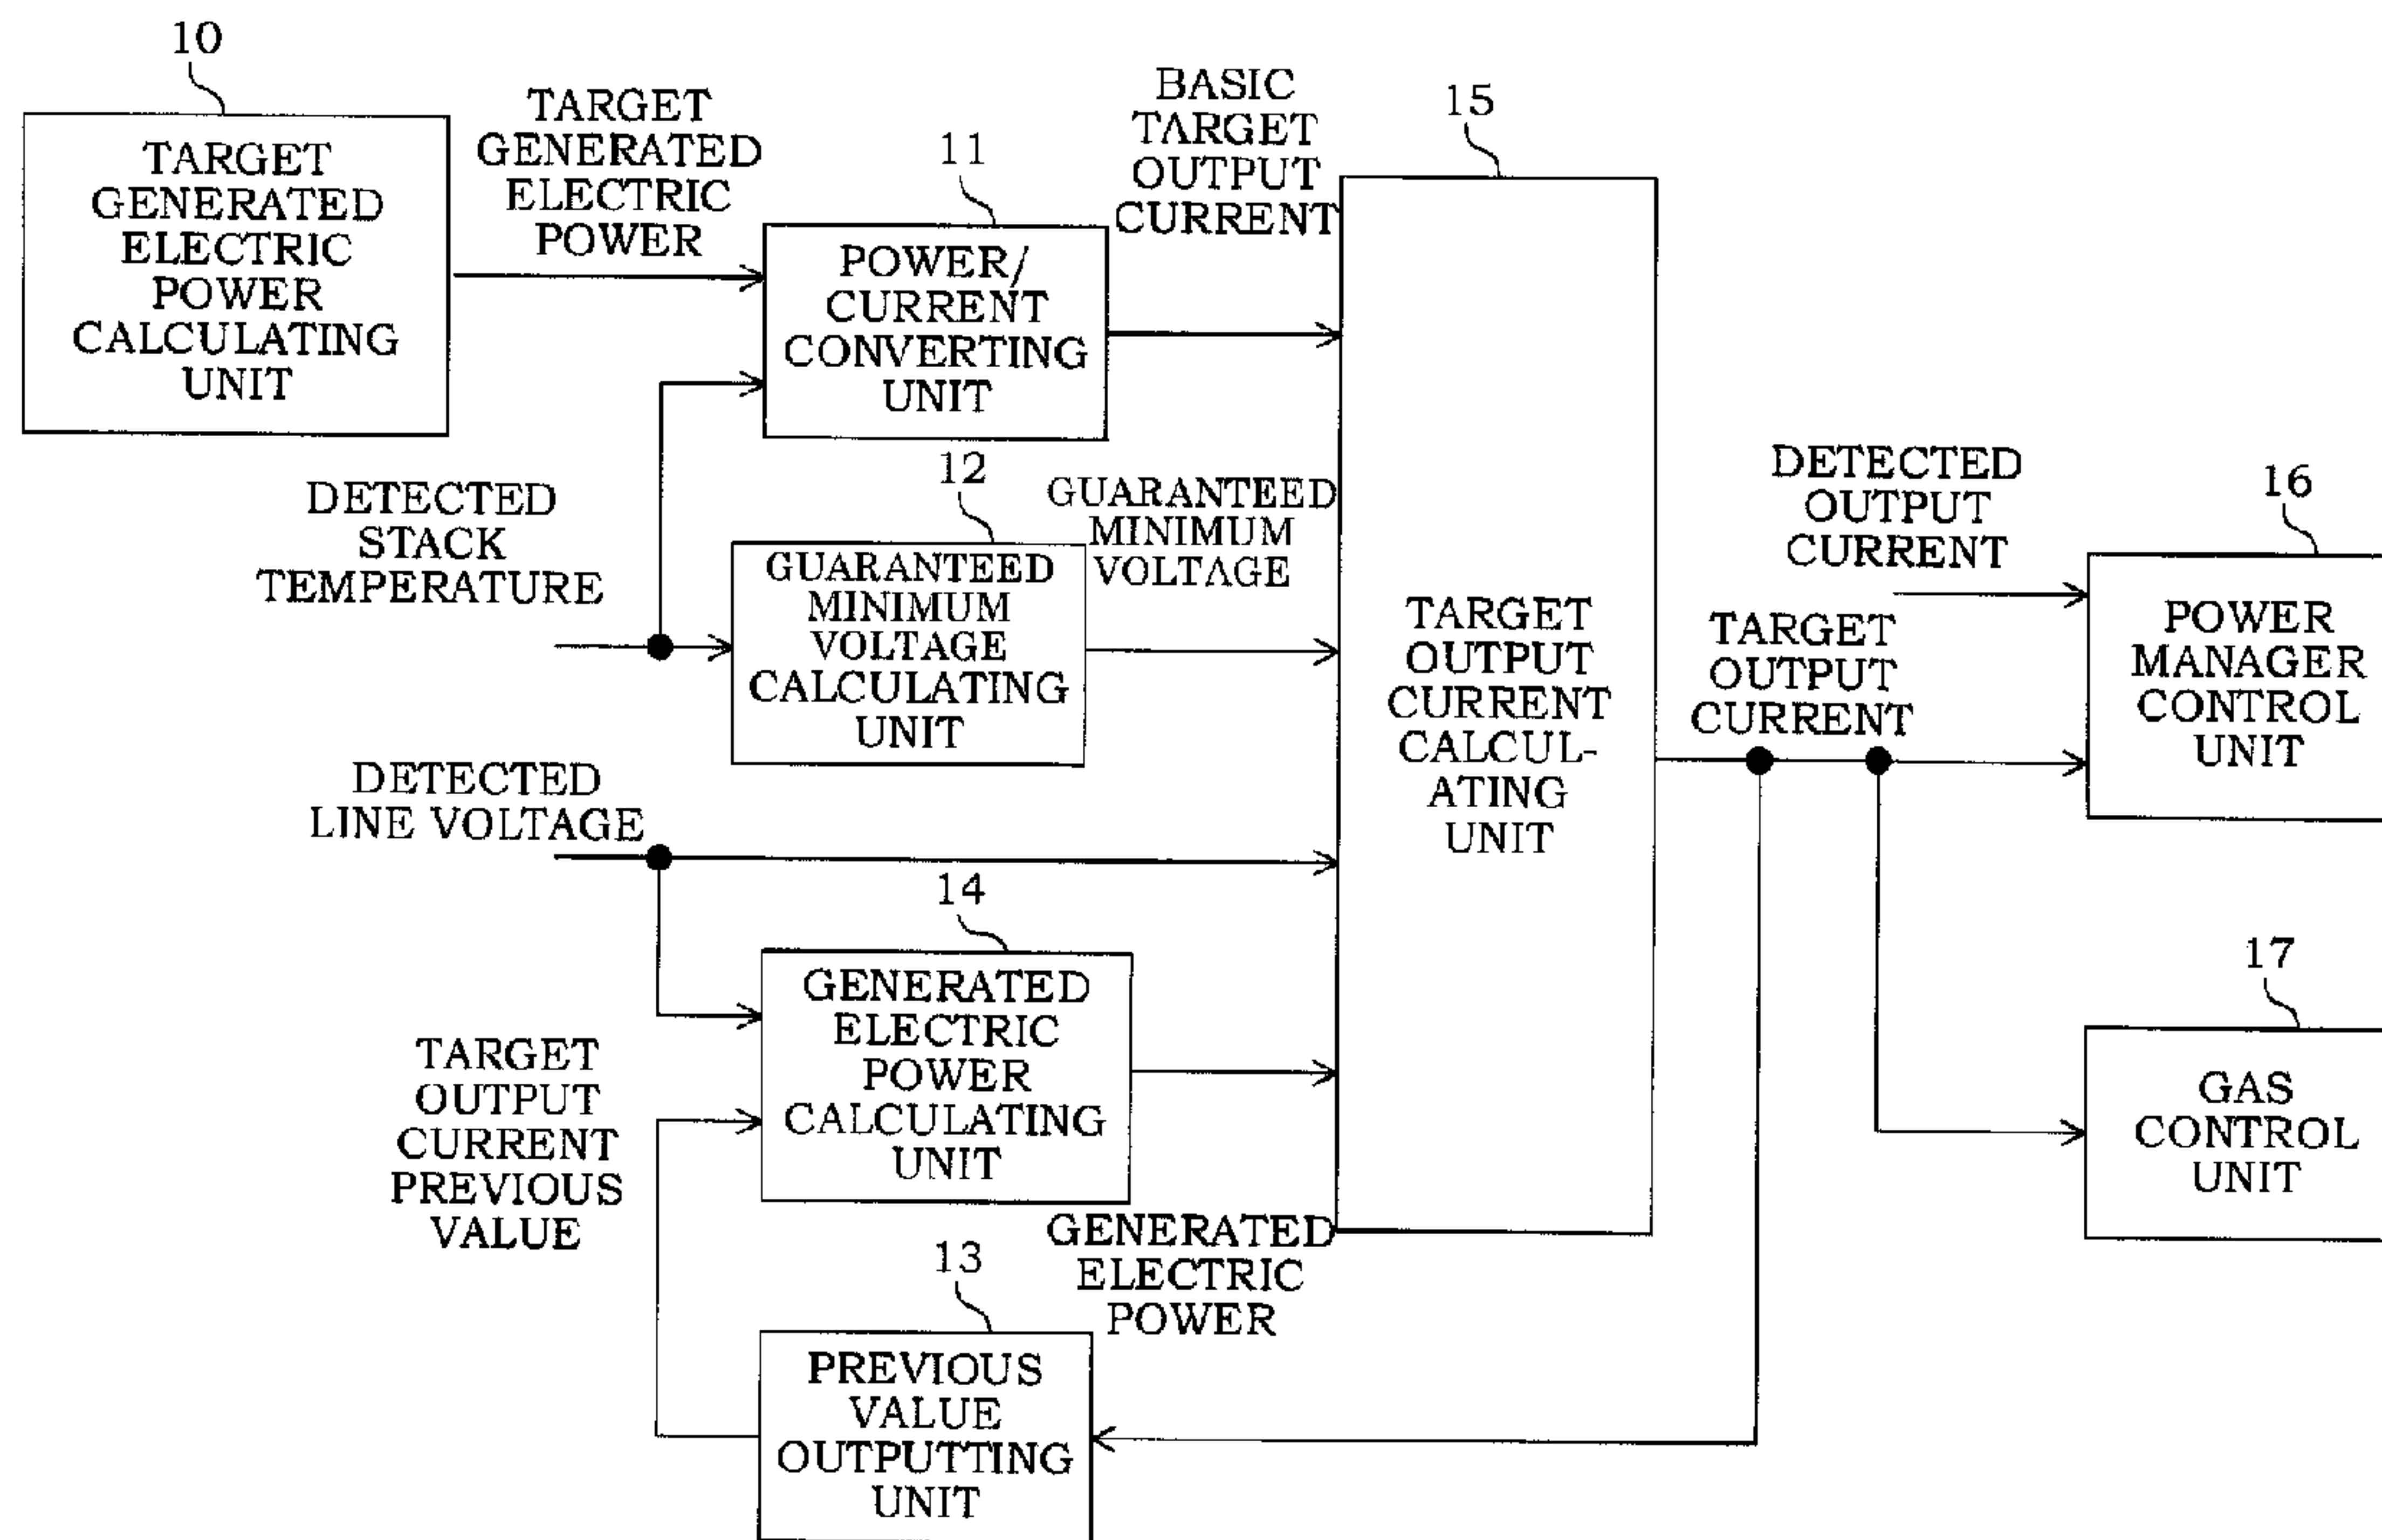 10
TARGET
GENERATED
ELECTRIC
POWER
CALCULATING
UNIT
TARGET
GENERATED
ELECTRIC
POWER
11
POWER/
CURRENT
CONVERTING
UNIT
BASIC
TARGET
OUTPUT
CURRENT
15
TARGET
OUTPUT
CURRENT
CALCUL-
ATING
UNIT
DETECTED
STACK
TEMPERATURE
12
GUARANTEED
MINIMUM
VOLTAGE
CALCULATING
UNIT
GUARANTEED
MINIMUM
VOLTAGE
DETECTED
LINE VOLTAGE
14
GENERATED
ELECTRIC
POWER
CALCULATING
UNIT
TARGET
OUTPUT
CURRENT
PREVIOUS
VALUE
GENERATED
ELECTRIC
POWER
13
PREVIOUS
VALUE
OUTPUTTING
UNIT
DETECTED
OUTPUT
CURRENT
TARGET
OUTPUT
CURRENT
16
POWER
MANAGER
CONTROL
UNIT
17
GAS
CONTROL
UNIT